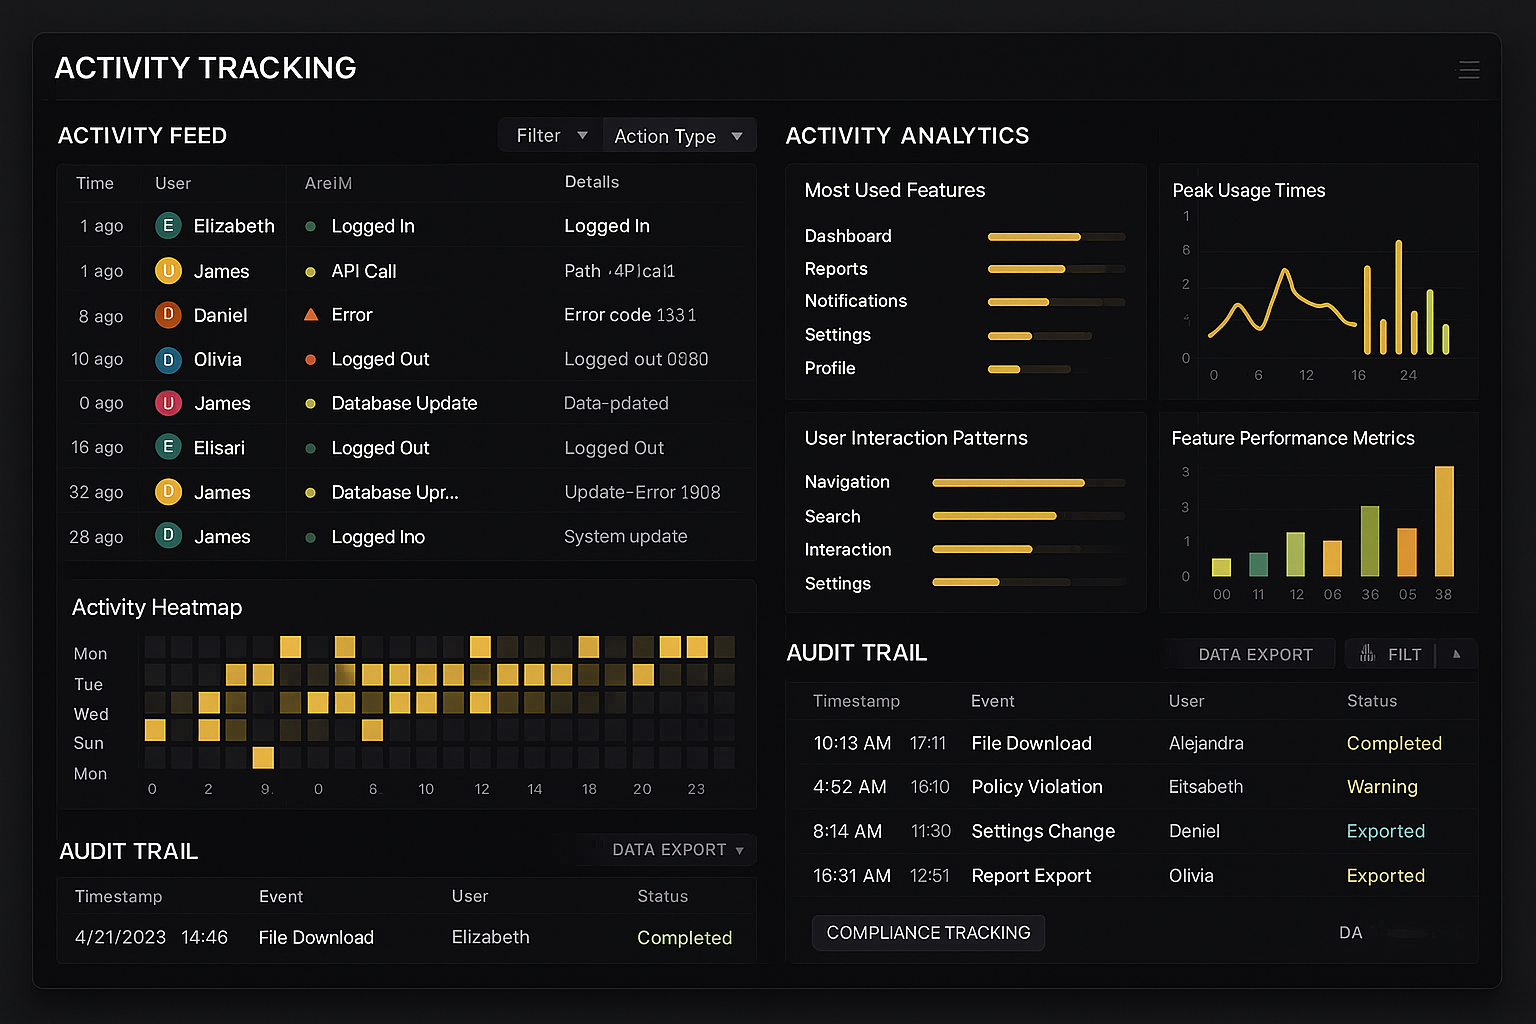 ACTIVITY TRACKING
ACTIVITY FEED
Filter
Action Type
Time User AreiM Details
1 ago E Elizabeth Logged In Logged In
1 ago U James API Call Path
8 ago D Daniel Error Error code 1331
10 ago D Olivia Logged Out Logged out 0980
0 ago U James Database Update Data-pdated
16 ago E Elisari Logged Out Logged Out
32 ago D James Database Upr... Update-Error 1908
28 ago D James Logged Ino System update
Activity Heatmap
Mon
Tue
Wed
Sun
Mon
0 2 9. 0 6 10 12 14 18 20 23
AUDIT TRAIL
DATA EXPORT
Timestamp Event User Status
4/21/2023 14:46 File Download Elizabeth Completed
ACTIVITY ANALYTICS
Most Used Features
Dashboard
Reports
Notifications
Settings
Profile
Peak Usage Times
1
6
2
0
0 6 12 16 24
User Interaction Patterns
Navigation
Search
Interaction
Settings
Feature Performance Metrics
3
3
1
0
00 11 12 06 36 05 38
AUDIT TRAIL
DATA EXPORT
FILT
Timestamp Event User Status
10:13 AM 17:11 File Download Alejandra Completed
4:52 AM 16:10 Policy Violation Eitsabeth Warning
8:14 AM 11:30 Settings Change Deniel Exported
16:31 AM 12:51 Report Export Olivia Exported
COMPLIANCE TRACKING
DA